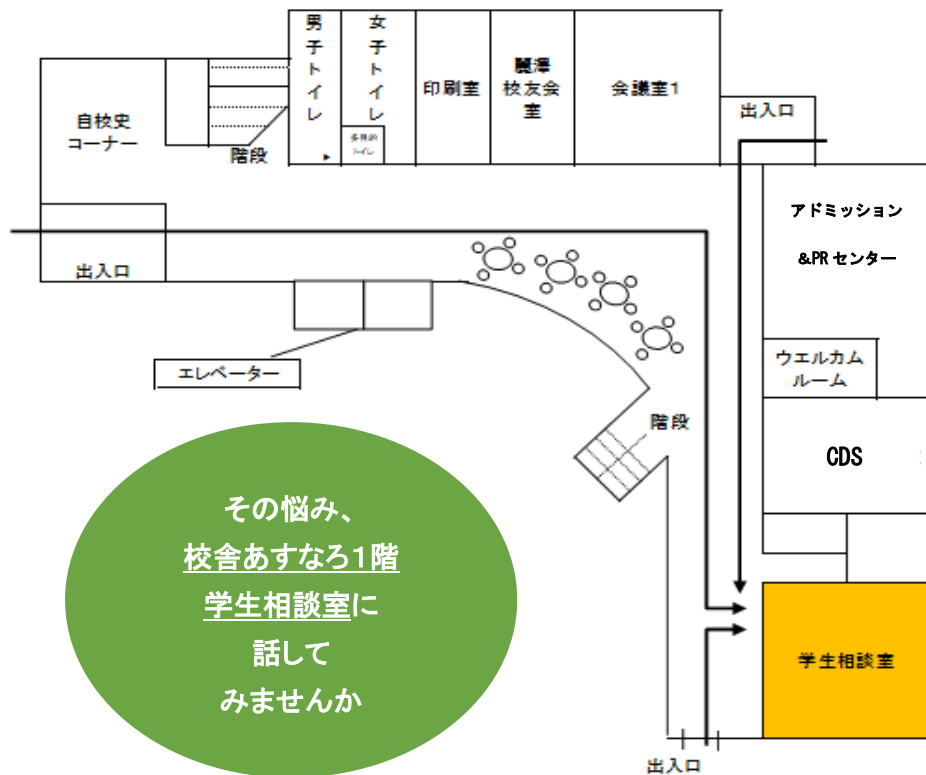 男子トイレ
女子トイレ
多目的
トイレ
印刷室
麗澤
校友会
室
会議室1
出入口
自校史
コーナー
階段
アドミッション
&PR センター
出入口
エレベーター
ウエルカム
ルーム
階段
CDS
その悩み、
校舎あすなろ1階
学生相談室に
話して
みませんか
学生相談室
出入口